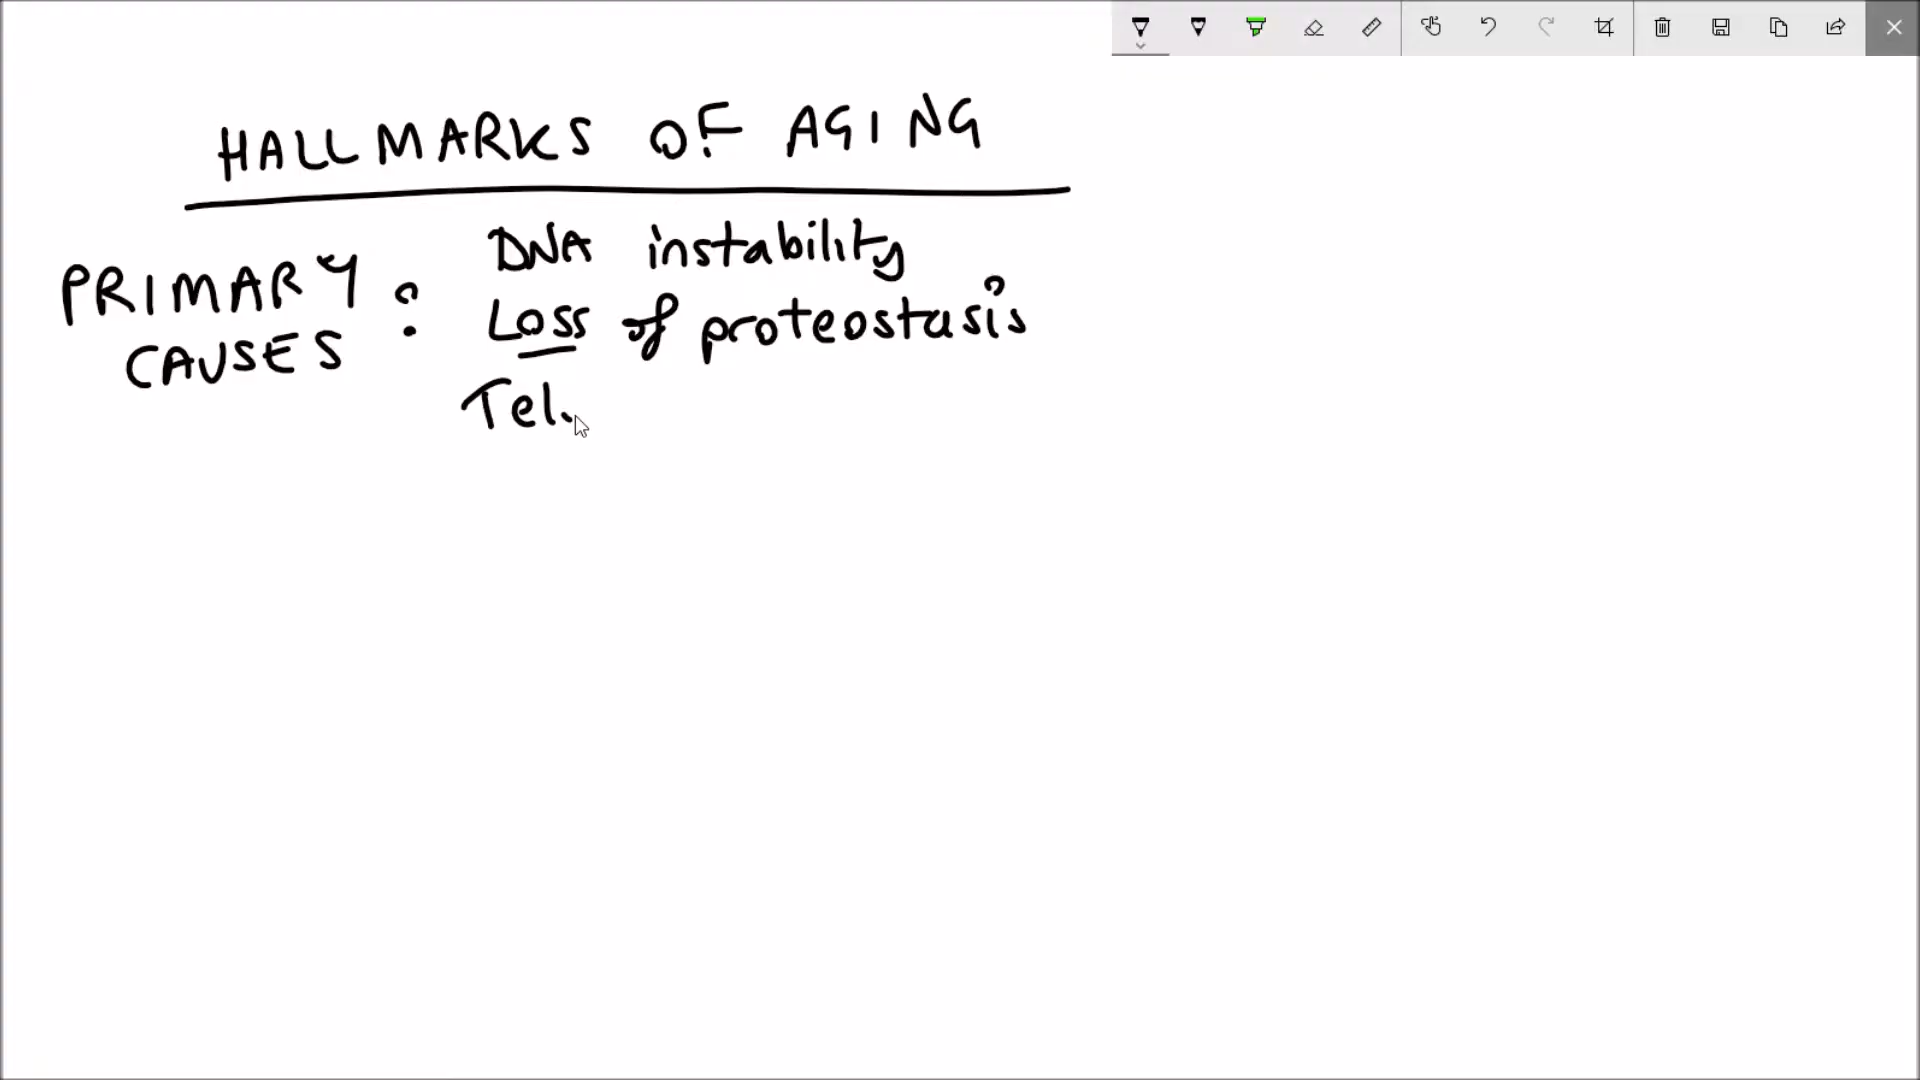 HALLMARKS OF AGING
PRIMARY CAUSES :
DNA instability
Loss of proteostasis
Tel